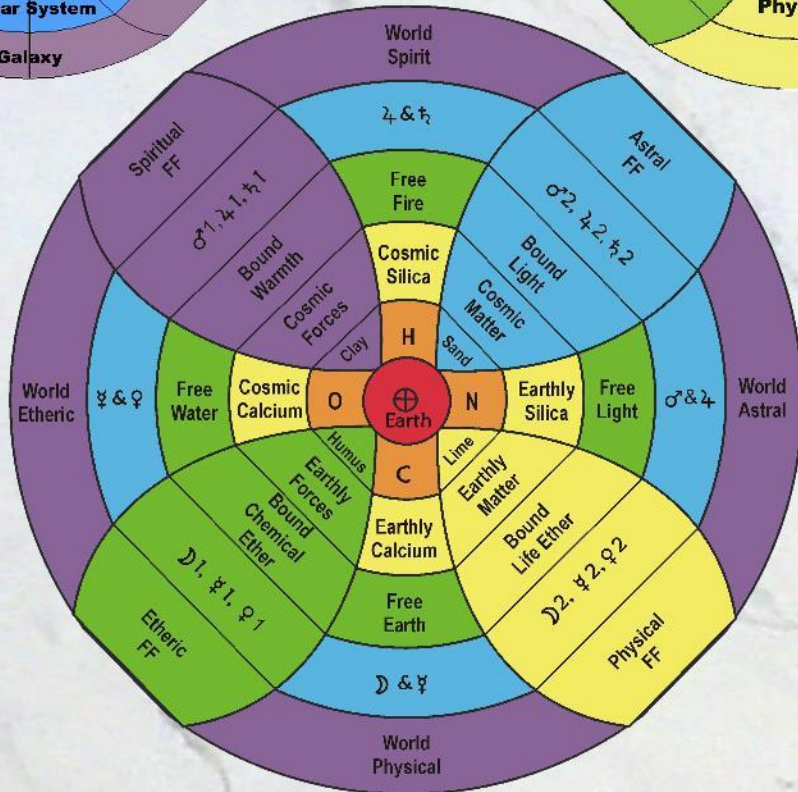 ar System
Galaxy
Phy
World
Spirit
♃ & ♄
Free
Fire
Cosmic
Silica
H
Spiritual
FF
♂1, ♃1, ♄1
Bound
Warmth
Cosmic
Forces
Clay
Astral
FF
♂2, ♃2, ♄2
Bound
Light
Cosmic
Matter
Sand
World
Etheric
☿ & ♀
Free
Water
Cosmic
Calcium
O
⊕
Earth
N
Earthly
Silica
Free
Light
♂ & ♃
World
Astral
Humus
Earthly
Forces
Bound
Chemical
Ether
☽1, ☿1, ♀1
Etheric
FF
Lime
Earthly
Matter
Bound
Life Ether
☽2, ☿2, ♀2
Physical
FF
C
Earthly
Calcium
Free
Earth
☽ & ☿
World
Physical